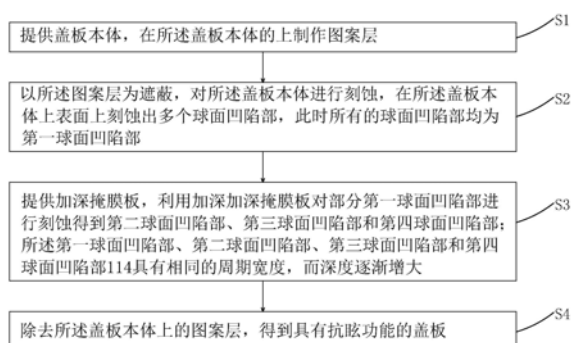 提供盖板本体，在所述盖板本体的上制作图案层
S1
以所述图案层为遮蔽，对所述盖板本体进行刻蚀，在所述盖板本
体上表面上刻蚀出多个球面凹陷部，此时所有的球面凹陷部均为
第一球面凹陷部
S2
提供加深掩膜板，利用加深加深掩膜板对部分第一球面凹陷部进
行刻蚀得到第二球面凹陷部、第三球面凹陷部和第四球面凹陷部；
所述第一球面凹陷部、第二球面凹陷部、第三球面凹陷部和第四
球面凹陷部114具有相同的周期宽度，而深度逐渐增大
S3
除去所述盖板本体上的图案层，得到具有抗眩功能的盖板
S4